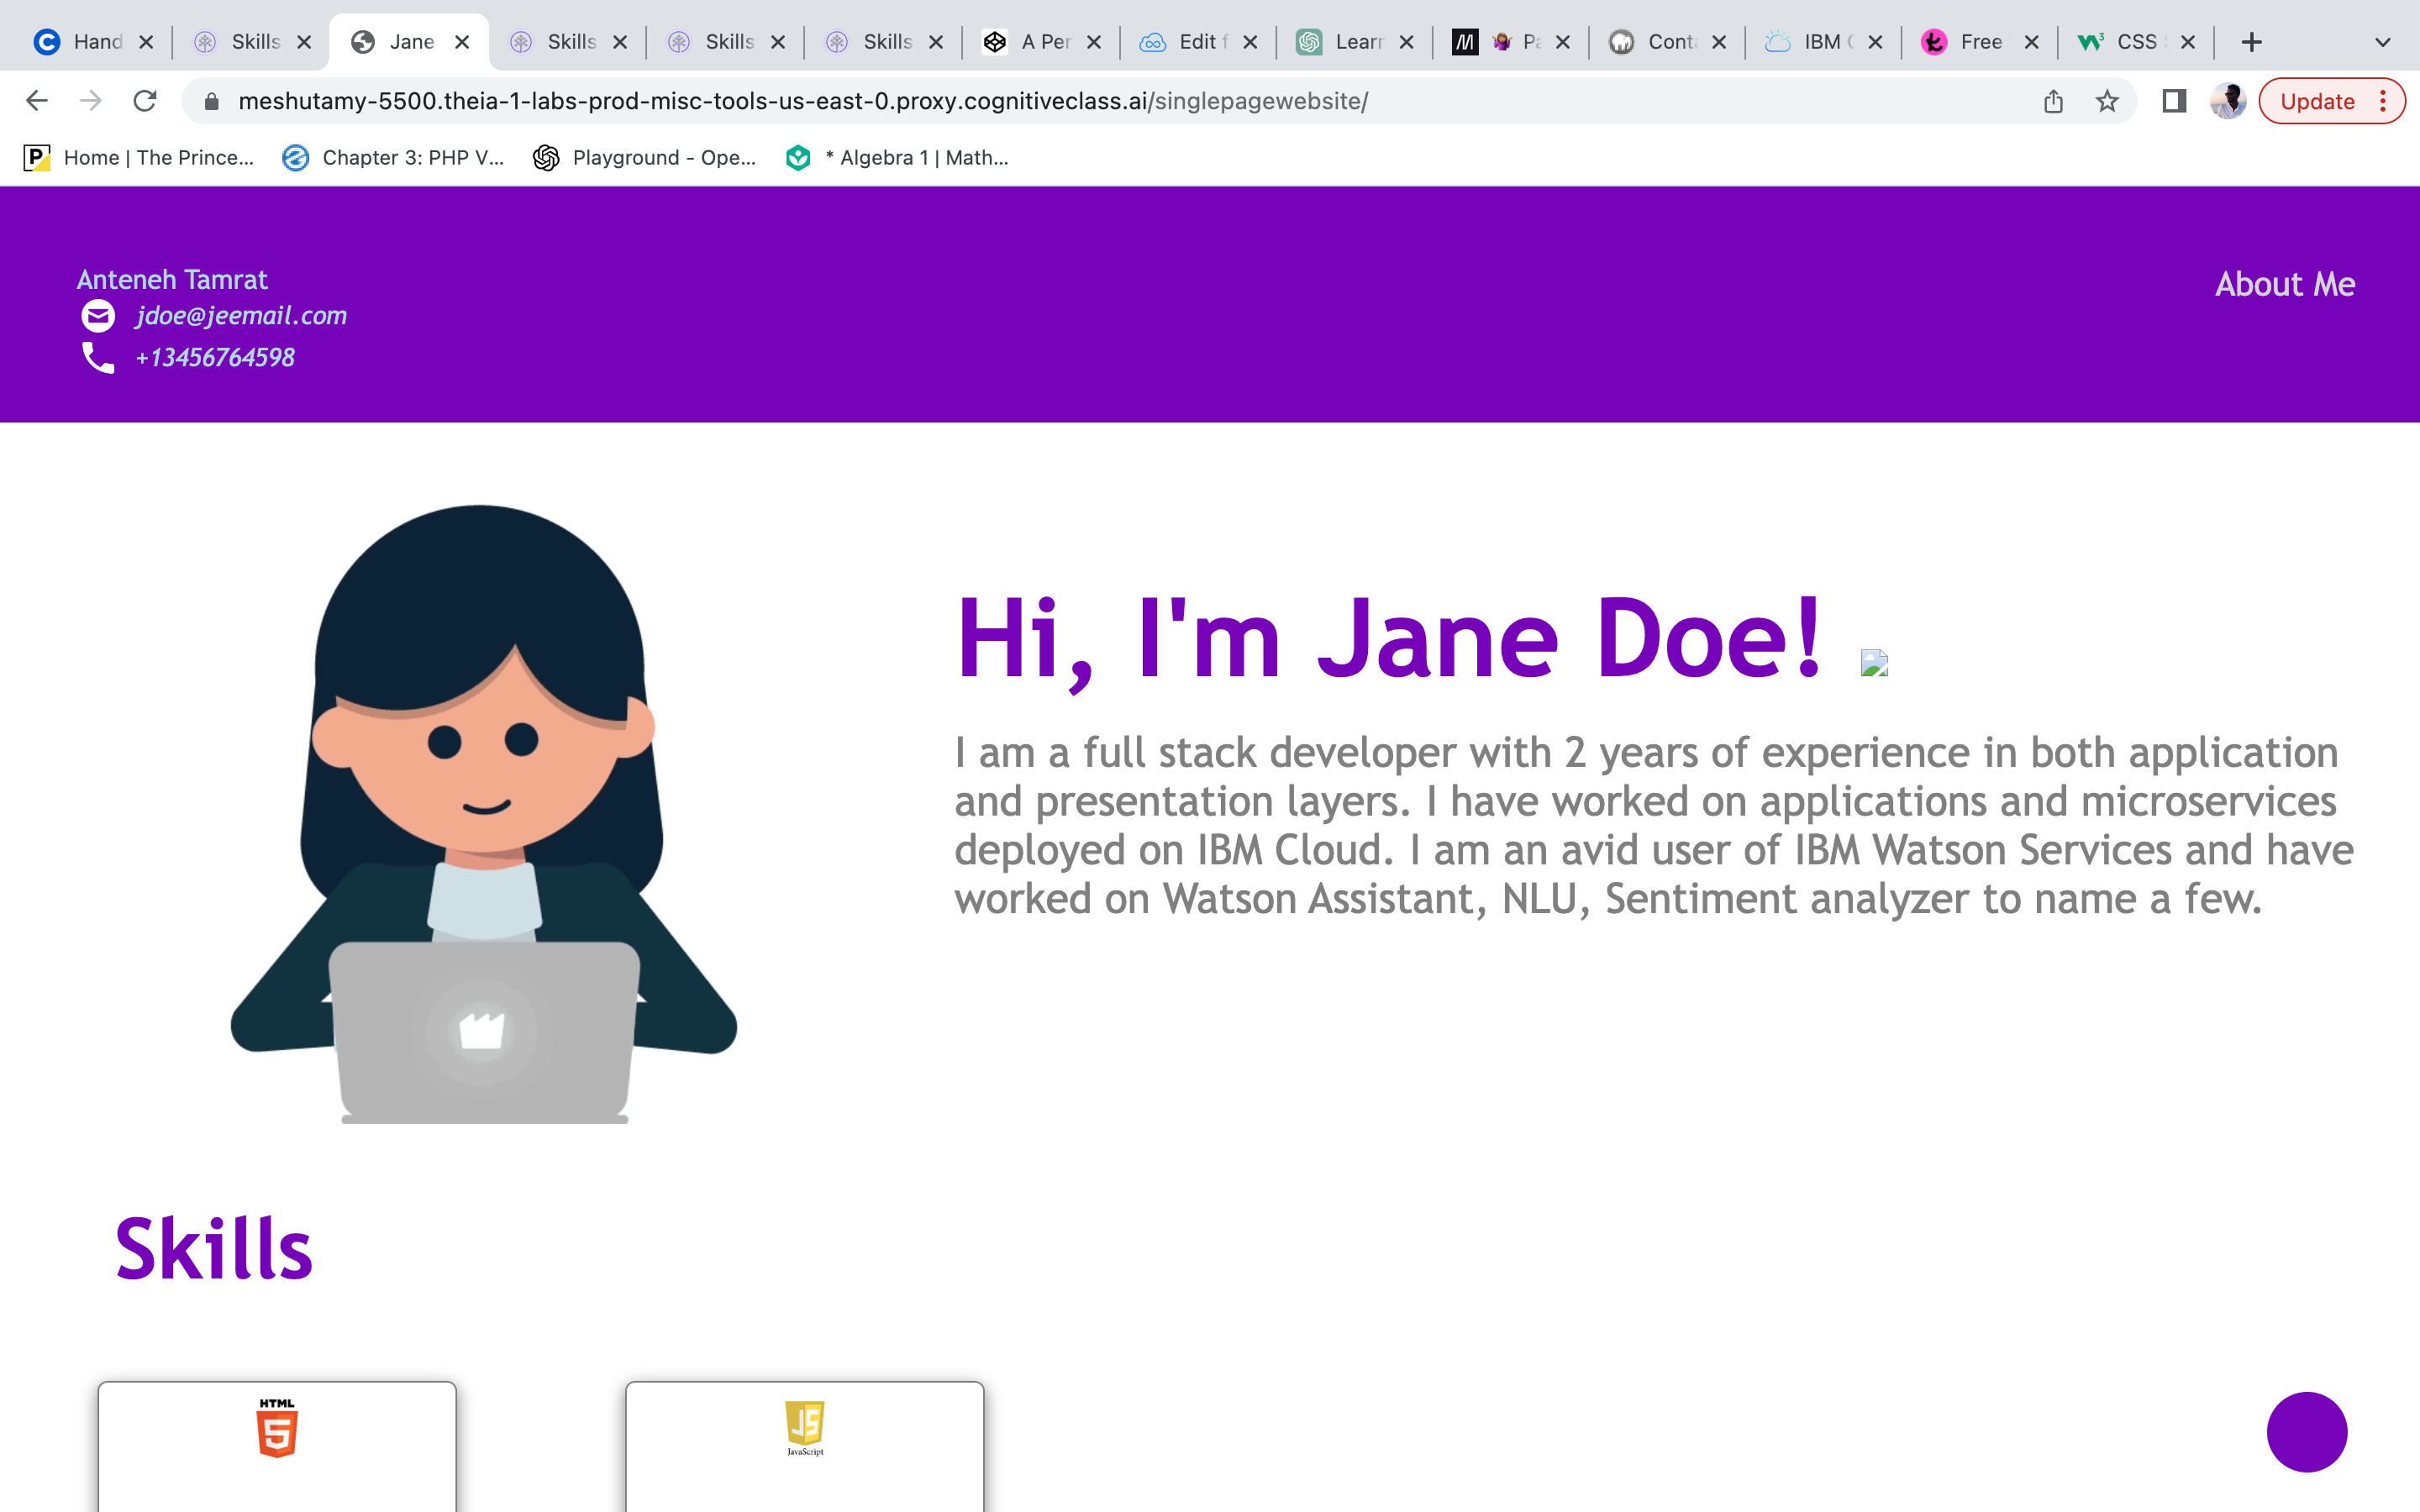 Hand
Skills
Jane
Skills
Skills
Skills
A Per
Edit f
Learn
Conta
IBM
Free
CSS
meshutamy-5500.theia-1-labs-prod-misc-tools-us-east-0.proxy.cognitiveclass.ai/singlepagewebsite/
Update
Home | The Prince...
Chapter 3: PHP V...
Playground - Ope...
* Algebra 1 | Math...
Anteneh Tamrat
About Me
jdoe@jeemail.com
+13456764598
Hi, I'm Jane Doe!
I am a full stack developer with 2 years of experience in both application
and presentation layers. I have worked on applications and microservices
deployed on IBM Cloud. I am an avid user of IBM Watson Services and have
worked on Watson Assistant, NLU, Sentiment analyzer to name a few.
Skills
HTML
5
JS
JavaScript